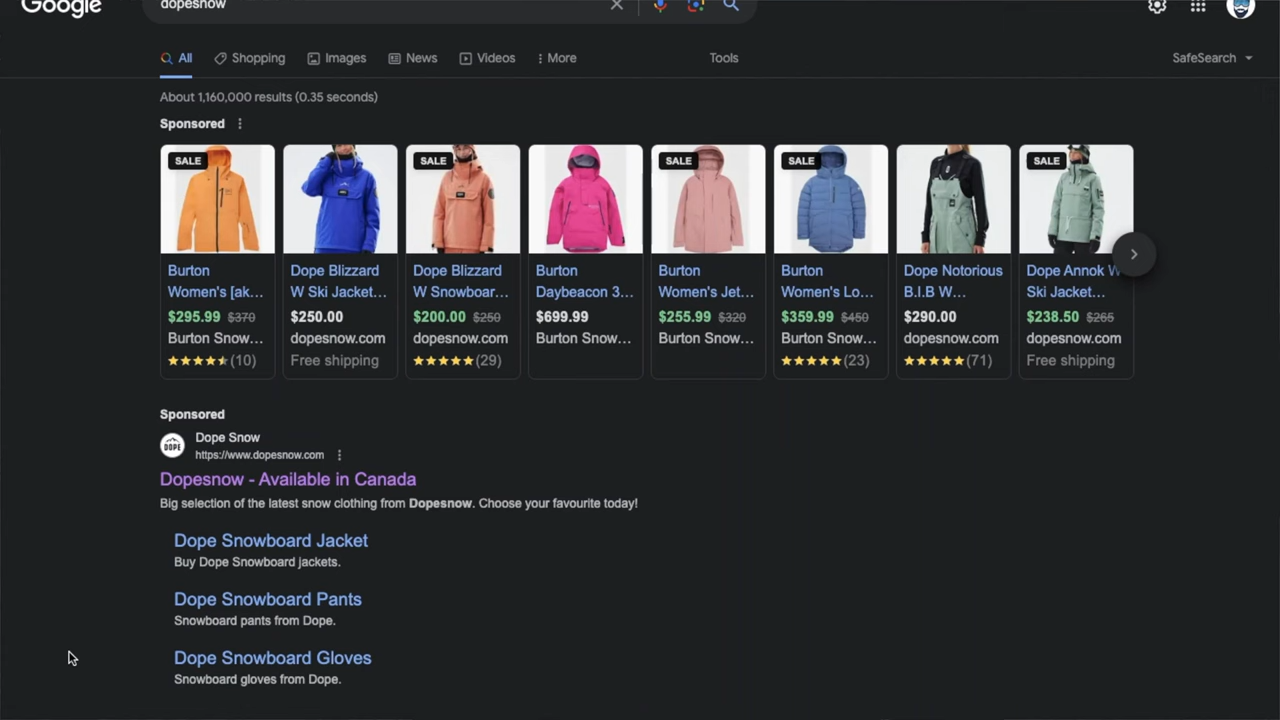 Google
dopesnow
All
Shopping
Images
News
Videos
More
Tools
SafeSearch
About 1,160,000 results (0.35 seconds)
Sponsored
SALE
Burton
Women's [ak...
$295.99 $370
Burton Snow...
(10)
Dope Blizzard
W Ski Jacket...
$250.00
dopesnow.com
Free shipping
SALE
Dope Blizzard
W Snowboar...
$200.00 $250
dopesnow.com
(29)
Burton
Daybeacon 3...
$699.99
Burton Snow...
SALE
Burton
Women's Jet...
$255.99 $320
Burton Snow...
SALE
Burton
Women's Lo...
$359.99 $450
Burton Snow...
(23)
Dope Notorious
B.I.B W...
$290.00
dopesnow.com
(71)
SALE
Dope Annok W
Ski Jacket...
$238.50 $265
dopesnow.com
Free shipping
Sponsored
DOPE
Dope Snow
https://www.dopesnow.com
Dopesnow - Available in Canada
Big selection of the latest snow clothing from Dopesnow. Choose your favourite today!
Dope Snowboard Jacket
Buy Dope Snowboard jackets.
Dope Snowboard Pants
Snowboard pants from Dope.
Dope Snowboard Gloves
Snowboard gloves from Dope.